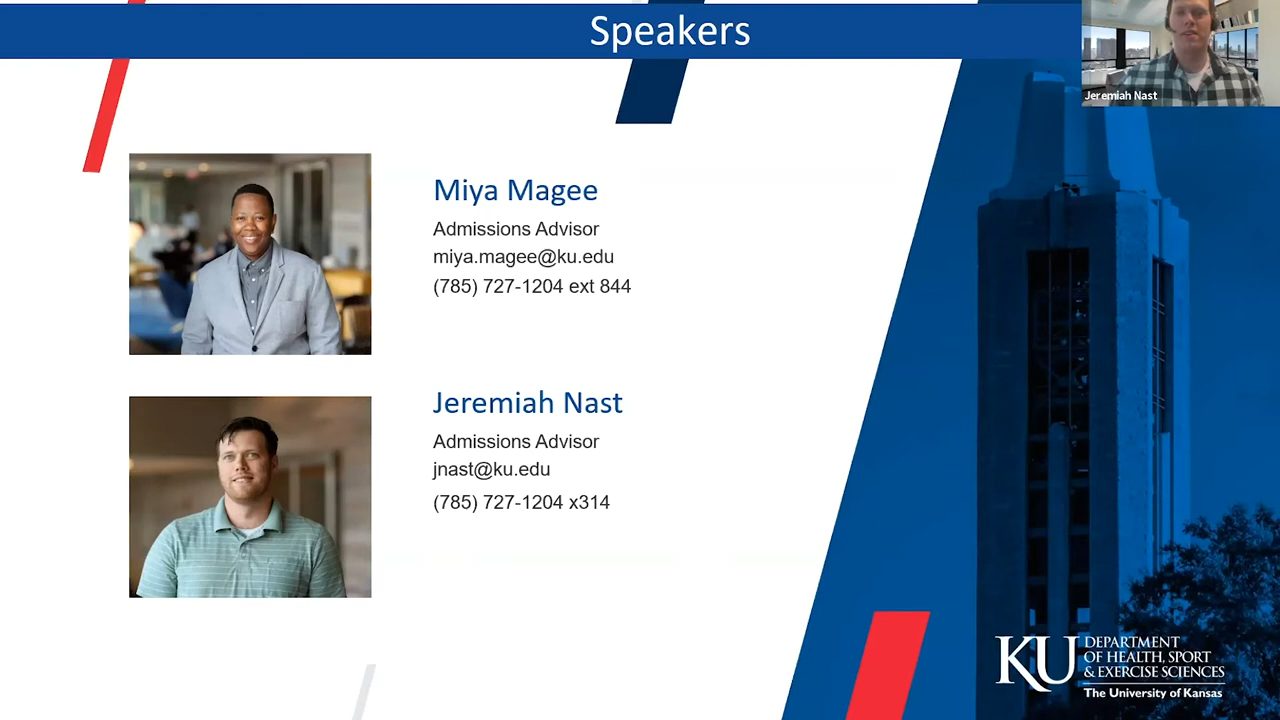 Speakers
Jeremiah Nast
Miya Magee
Admissions Advisor
miya.magee@ku.edu
(785) 727-1204 ext 844
Jeremiah Nast
Admissions Advisor
jnast@ku.edu
(785) 727-1204 x314
KU DEPARTMENT
OF HEALTH, SPORT
& EXERCISE SCIENCES
The University of Kansas